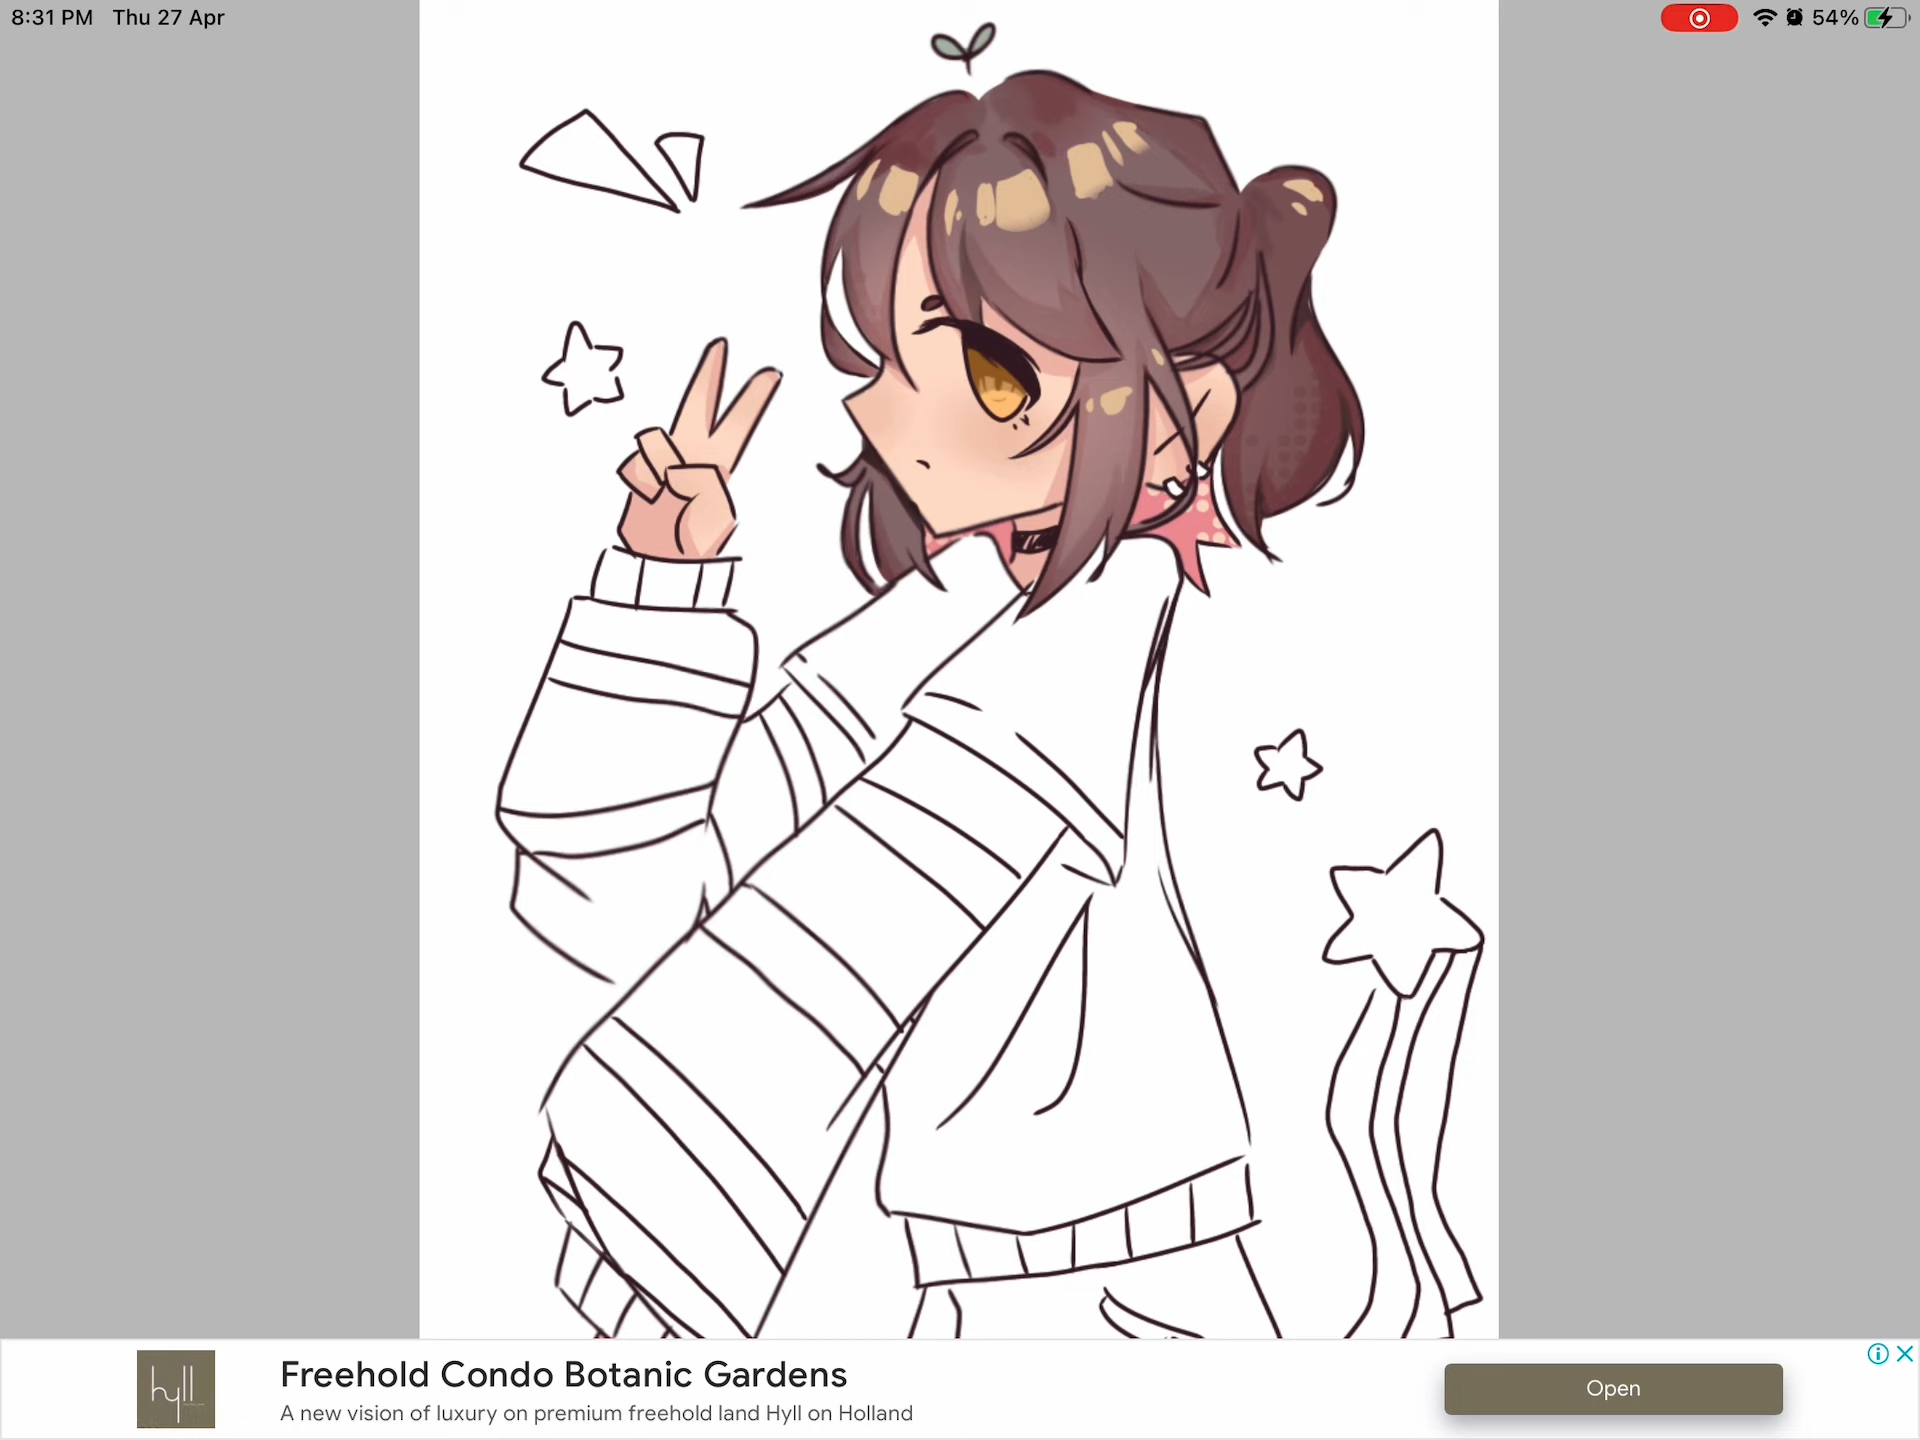 8:31 PM Thu 27 Apr
54%
hyll
Freehold Condo Botanic Gardens
A new vision of luxury on premium freehold land Hyll on Holland
Open